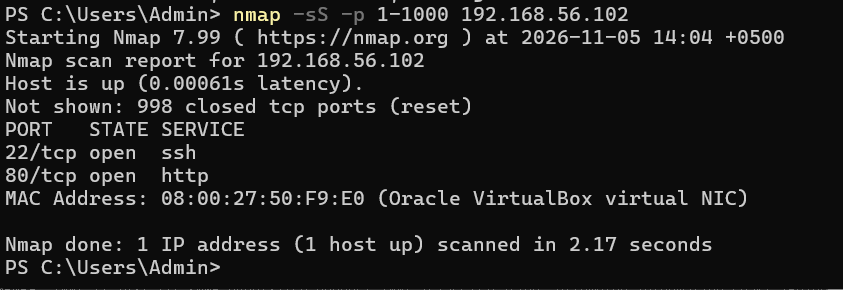 PS C:\Users\Admin> nmap -sS -p 1-1000 192.168.56.102
Starting Nmap 7.99 ( https://nmap.org ) at 2026-11-05 14:04 +0500
Nmap scan report for 192.168.56.102
Host is up (0.00061s latency).
Not shown: 998 closed tcp ports (reset)
PORT   STATE SERVICE
22/tcp open  ssh
80/tcp open  http
MAC Address: 08:00:27:50:F9:E0 (Oracle VirtualBox virtual NIC)

Nmap done: 1 IP address (1 host up) scanned in 2.17 seconds
PS C:\Users\Admin>